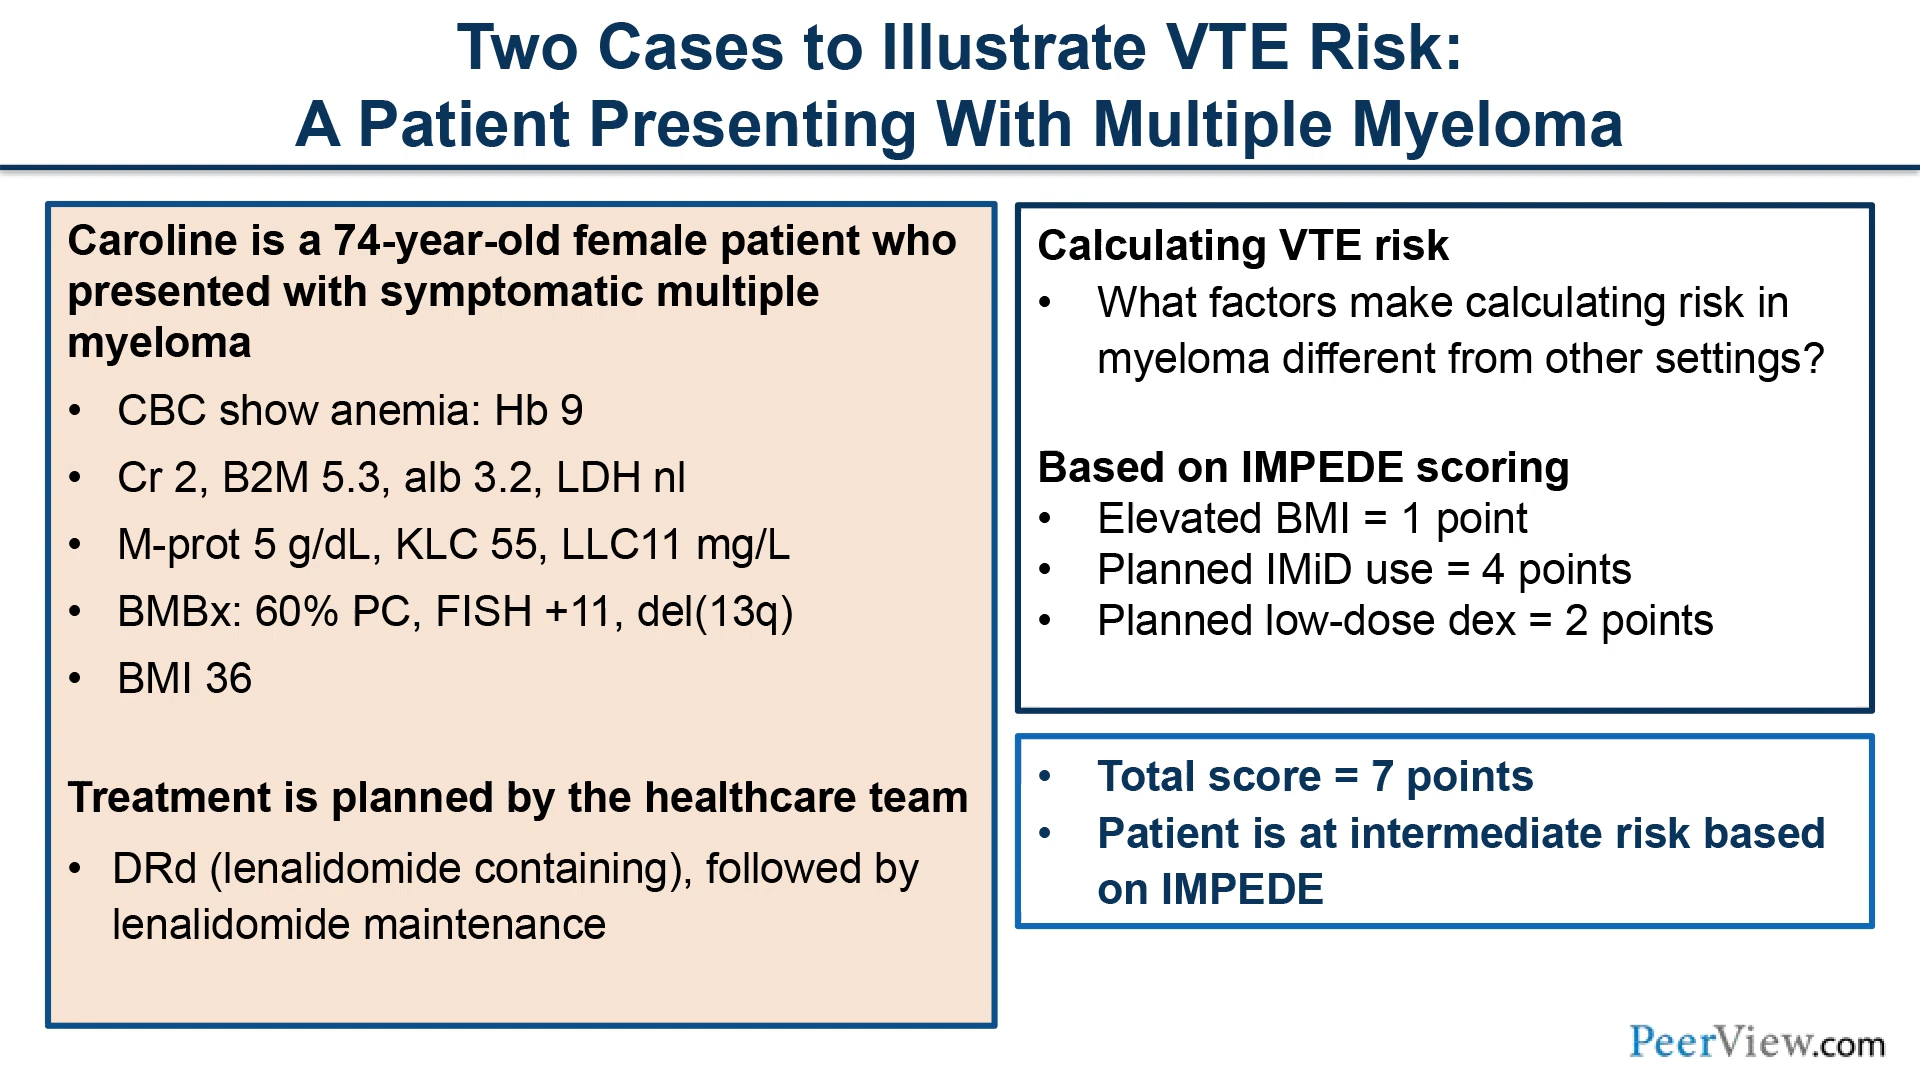 Two Cases to Illustrate VTE Risk:
A Patient Presenting With Multiple Myeloma
Caroline is a 74-year-old female patient who
presented with symptomatic multiple
myeloma
• CBC show anemia: Hb 9
• Cr 2, B2M 5.3, alb 3.2, LDH nl
• M-prot 5 g/dL, KLC 55, LLC11 mg/L
• BMBx: 60% PC, FISH +11, del(13q)
• BMI 36
Treatment is planned by the healthcare team
• DRd (lenalidomide containing), followed by
lenalidomide maintenance
Calculating VTE risk
• What factors make calculating risk in
myeloma different from other settings?
Based on IMPEDE scoring
• Elevated BMI = 1 point
• Planned IMiD use = 4 points
• Planned low-dose dex = 2 points
• Total score = 7 points
• Patient is at intermediate risk based
on IMPEDE
PeerView.com